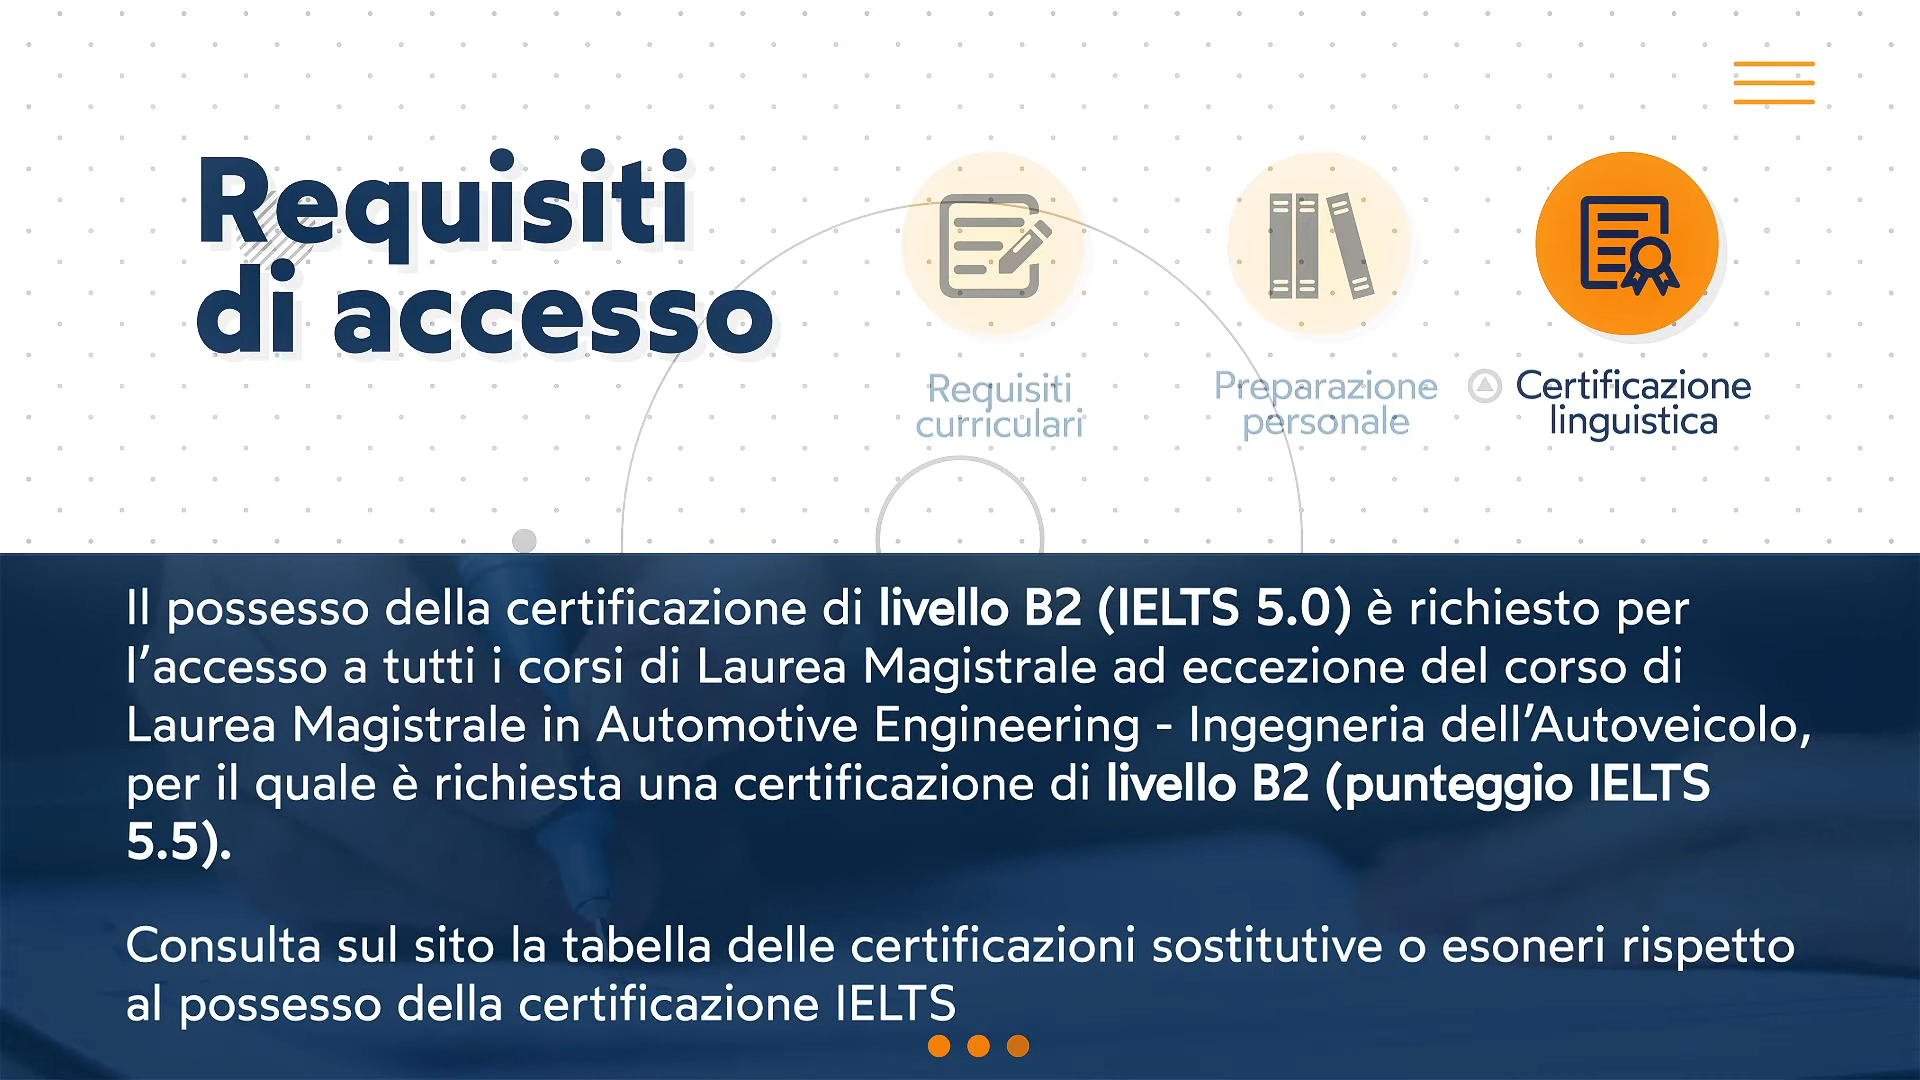 Requisiti
di accesso
Requisiti
curriculari
Preparazione
personale
Certificazione
linguistica
Il possesso della certificazione di livello B2 (IELTS 5.0) è richiesto per
l’accesso a tutti i corsi di Laurea Magistrale ad eccezione del corso di
Laurea Magistrale in Automotive Engineering - Ingegneria dell’Autoveicolo,
per il quale è richiesta una certificazione di livello B2 (punteggio IELTS
5.5).
Consulta sul sito la tabella delle certificazioni sostitutive o esoneri rispetto
al possesso della certificazione IELTS